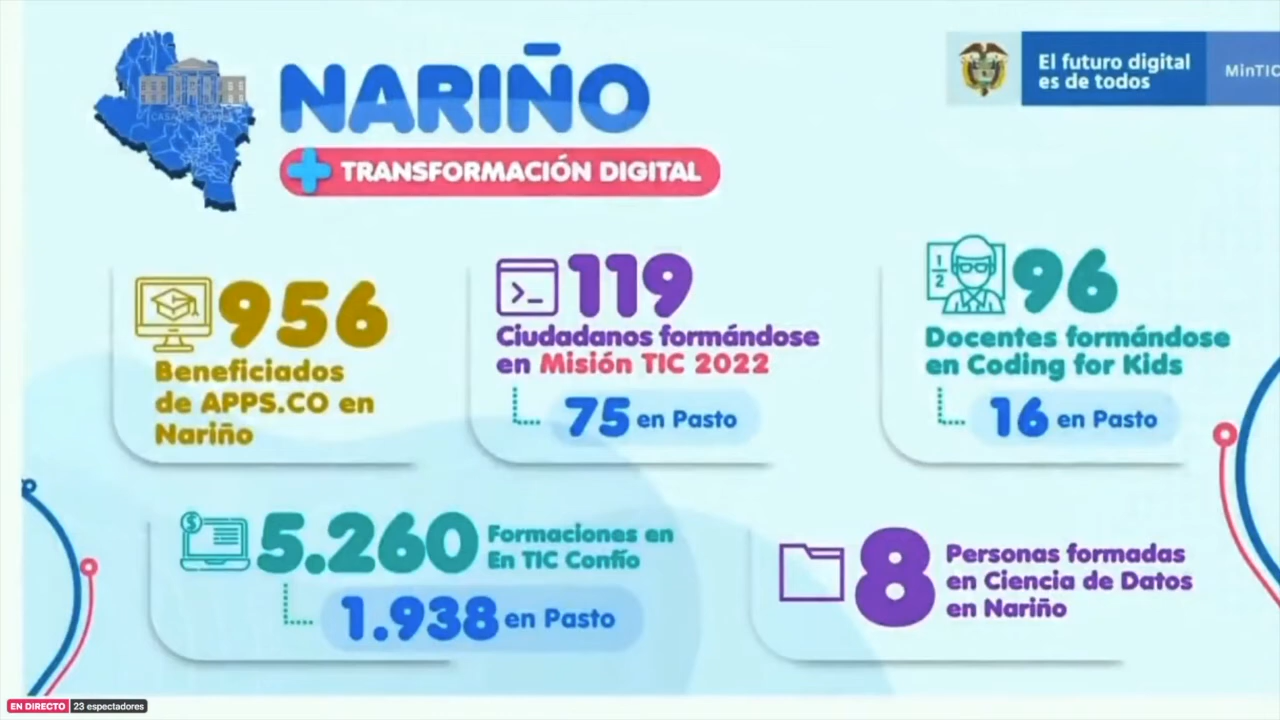 NARIÑO
TRANSFORMACIÓN DIGITAL
El futuro digital
es de todos
MinTIC
956
Beneficiados
de APPS.CO en
Nariño
119
Ciudadanos formándose
en Misión TIC 2022
75 en Pasto
1
2
96
Docentes formándose
en Coding for Kids
16 en Pasto
$
5.260
Formaciones en
En TIC Confío
1.938 en Pasto
8
Personas formadas
en Ciencia de Datos
en Nariño
EN DIRECTO
23 espectadores